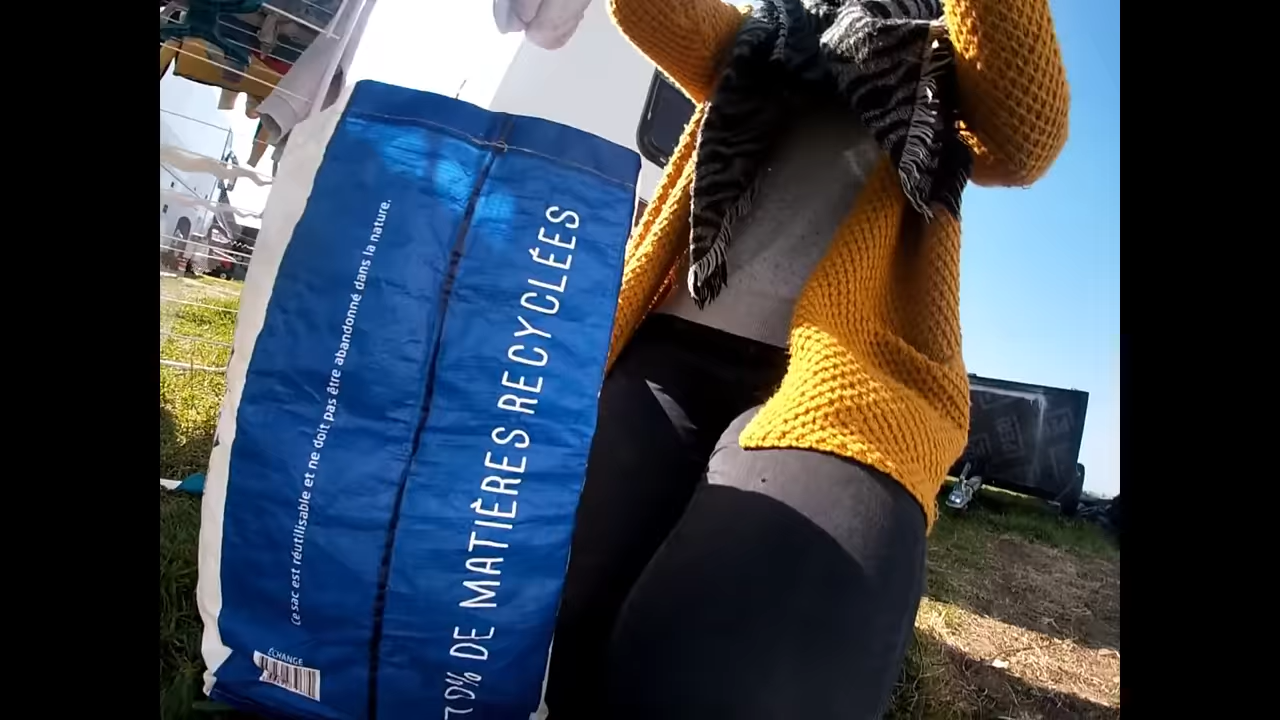 Ce sac est réutilisable et ne doit pas être abandonné dans la nature.
70% DE MATIÈRES RECYCLÉES
ÉCHANGE